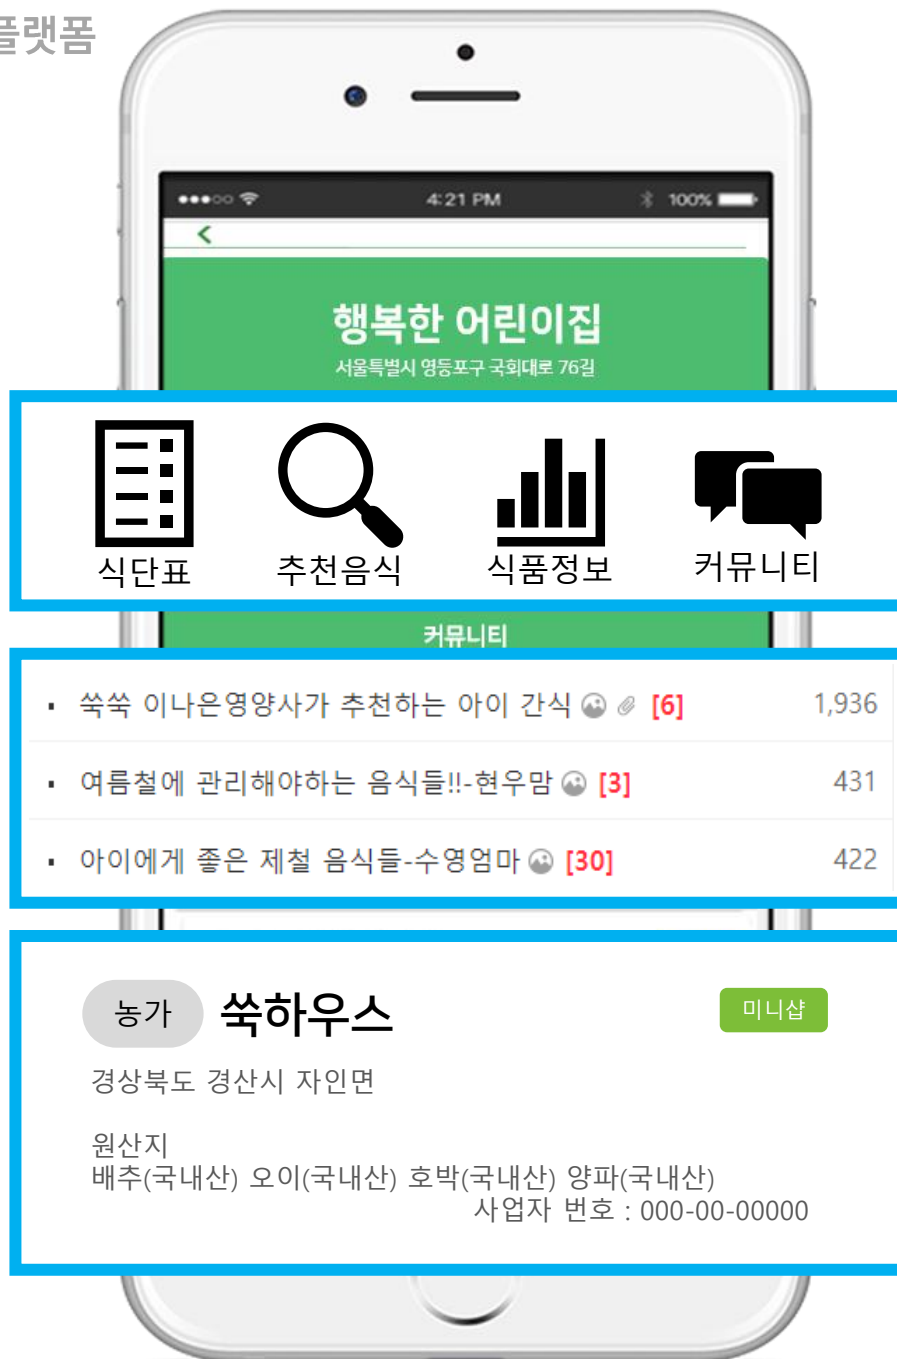 플랫폼
4:21 PM
100%
행복한 어린이집
서울특별시 영등포구 국회대로 76길
식단표 추천음식 식품정보 커뮤니티
커뮤니티
쑥쑥 이나은영양사가 추천하는 아이 간식 [6] 1,936
여름철에 관리해야하는 음식들!!-현우맘 [3] 431
아이에게 좋은 제철 음식들-수영엄마 [30] 422
농가 쑥하우스 미니샵
경상북도 경산시 자인면
원산지
배추(국내산) 오이(국내산) 호박(국내산) 양파(국내산)
사업자 번호 : 000-00-00000